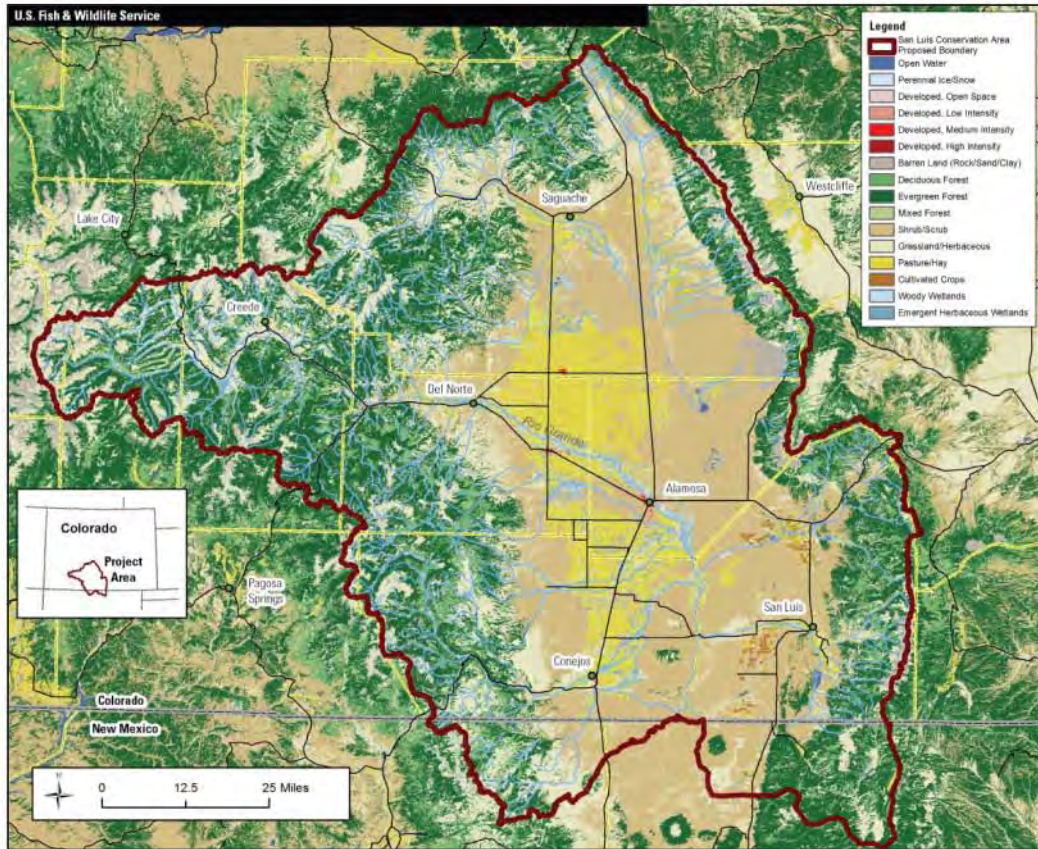 U.S. Fish & Wildlife Service
Legend
San Luis Conservation Area
Proposed Boundary
Open Water
Perennial Ice/Snow
Developed, Open Space
Developed, Low Intensity
Developed, Medium Intensity
Developed, High Intensity
Barren Land (Rock/Sand/Clay)
Deciduous Forest
Evergreen Forest
Mixed Forest
Shrub/Scrub
Grassland/Herbaceous
Pasture/Hay
Cultivated Crops
Woody Wetlands
Emergent Herbaceous Wetlands
Westcliffe
Saguache
Lake City
Creede
Del Norte
Rio Grande
Alamosa
Colorado
Project
Area
Pagosa
Springs
San Luis
Conejos
Colorado
New Mexico
N
0 12.5 25 Miles